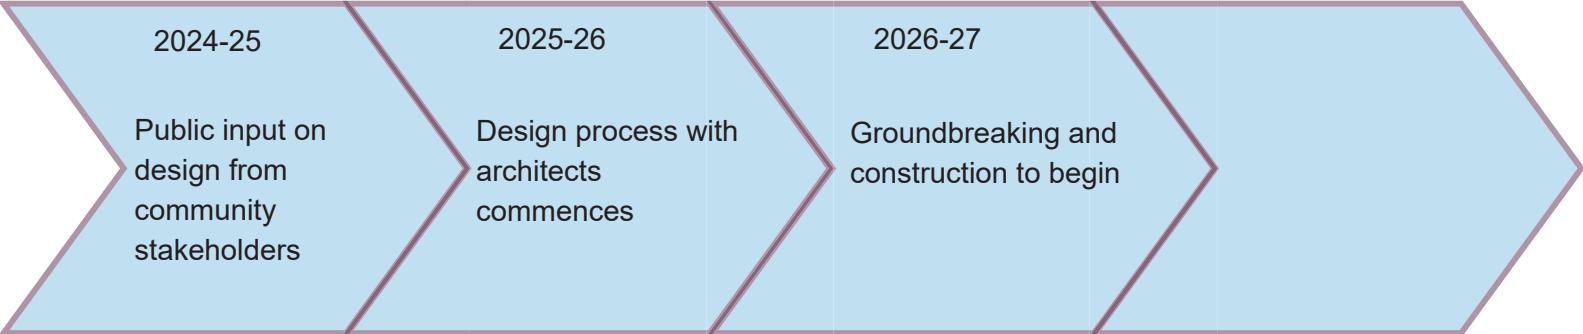 2024-25
Public input on
design from
community
stakeholders
2025-26
Design process with
architects
commences
2026-27
Groundbreaking and
construction to begin